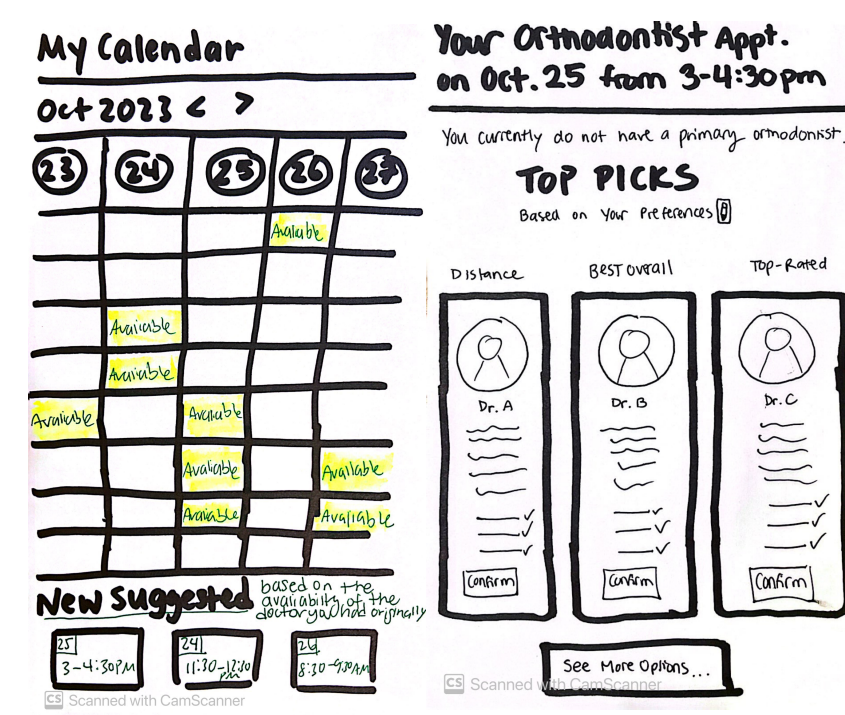 My Calendar
Oct 2023 < >
23 24 25 26 27
Available
Available
Available
Available Available
Available Available
Available Available
New Suggested based on the
availability of the
doctor you had originally
25 24 26
3-4:30PM 11:30-12:30 8:30-9:30AM
pm
CS Scanned with CamScanner
Your Orthodontist Appt.
on Oct. 25 from 3-4:30pm
You currently do not have a primary orthodontist.
TOP PICKS
Based on Your Preferences
Distance BEST overall Top-Rated
Dr. A Dr. B Dr. C
Confirm Confirm Confirm
See More Options...
CS Scanned with CamScanner